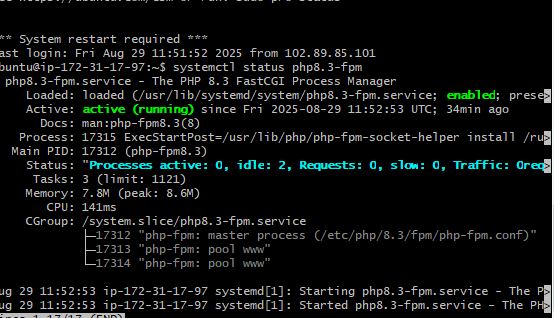 ** System restart required ***
ast login: Fri Aug 29 11:51:52 2025 from 102.89.85.101
buntu@ip-172-31-17-97:~$ systemctl status php8.3-fpm
php8.3-fpm.service - The PHP 8.3 FastCGI Process Manager
Loaded: loaded (/usr/lib/systemd/system/php8.3-fpm.service; enabled; prese>
Active: active (running) since Fri 2025-08-29 11:52:53 UTC; 34min ago
Docs: man:php-fpm8.3(8)
Process: 17315 ExecStartPost=/usr/lib/php/php-fpm-socket-helper install /ru>
Main PID: 17312 (php-fpm8.3)
Status: "Processes active: 0, idle: 2, Requests: 0, slow: 0, Traffic: 0req>
Tasks: 3 (limit: 1121)
Memory: 7.8M (peak: 8.6M)
CPU: 141ms
CGroup: /system.slice/php8.3-fpm.service
├─17312 "php-fpm: master process (/etc/php/8.3/fpm/php-fpm.conf)"
├─17313 "php-fpm: pool www"
└─17314 "php-fpm: pool www"
ug 29 11:52:53 ip-172-31-17-97 systemd[1]: Starting php8.3-fpm.service - The P>
ug 29 11:52:53 ip-172-31-17-97 systemd[1]: Started php8.3-fpm.service - The PH>
ines 1-17/17 (END)